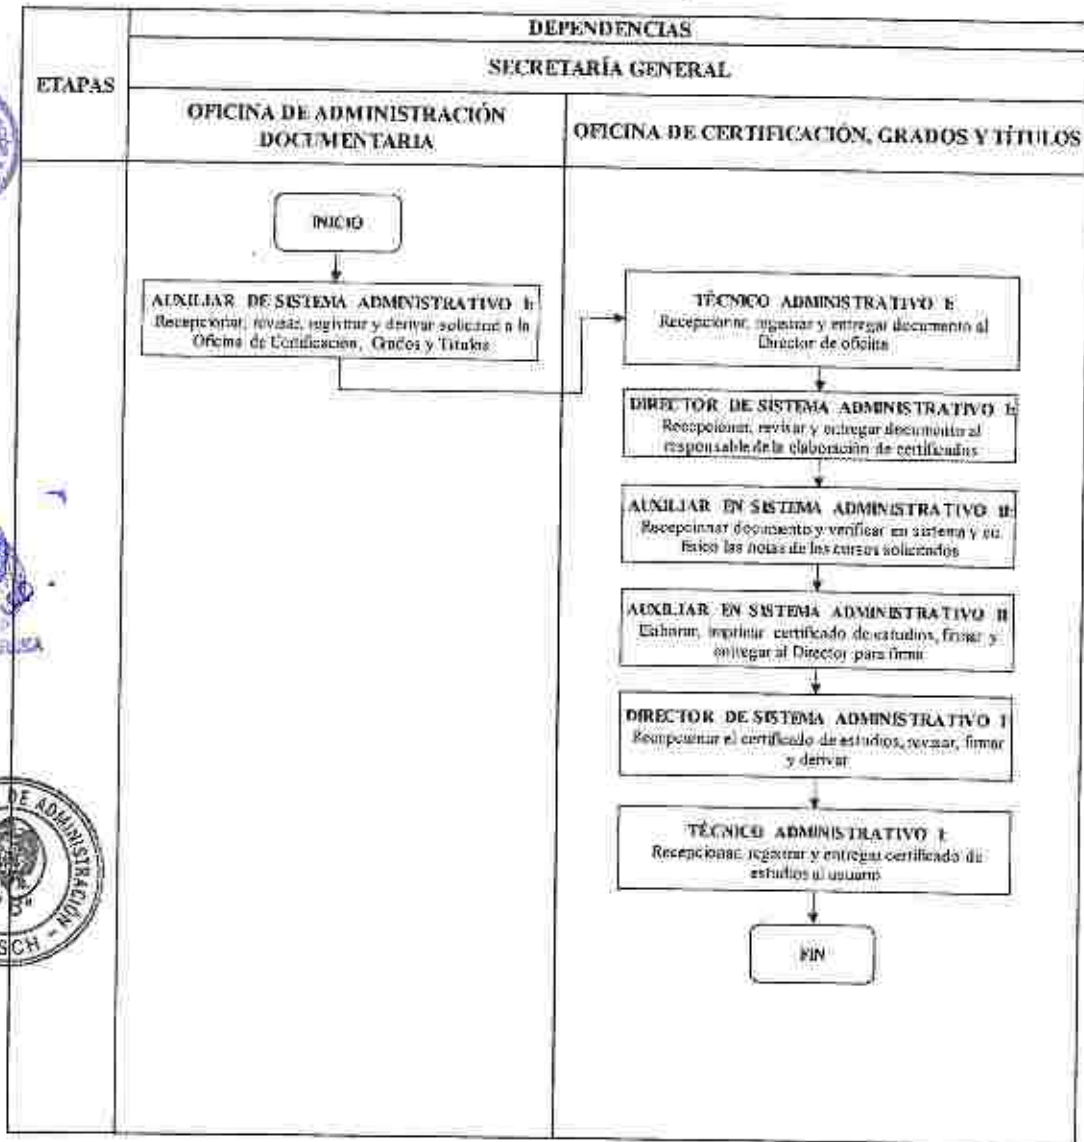 DEPENDENCIAS
SECRETARÍA GENERAL
ETAPAS
OFICINA DE ADMINISTRACIÓN
DOCUMENTARIA
OFICINA DE CERTIFICACIÓN, GRADOS Y TÍTULOS
INICIO
AUXILIAR DE SISTEMA ADMINISTRATIVO I:
Recepcionar, revisar, registrar y derivar solicitud a la
Oficina de Certificación, Grados y Títulos
TÉCNICO ADMINISTRATIVO I:
Recepcionar, registrar y entregar documento al
Director de oficina
DIRECTOR DE SISTEMA ADMINISTRATIVO I:
Recepcionar, revisar y entregar documento al
responsable de la elaboración de certificados
AUXILIAR EN SISTEMA ADMINISTRATIVO II:
Recepcionar documento y verificar en sistema y en
físico las notas de los cursos solicitados
AUXILIAR EN SISTEMA ADMINISTRATIVO II
Elaborar, imprimir certificado de estudios, firmar y
entregar al Director para firma
DIRECTOR DE SISTEMA ADMINISTRATIVO I
Recepcionar el certificado de estudios, revisar, firmar
y derivar
TÉCNICO ADMINISTRATIVO I:
Recepcionar, registrar y entregar certificado de
estudios al usuario
FIN
DE ADMINISTRACIÓN
"B"
SCH -